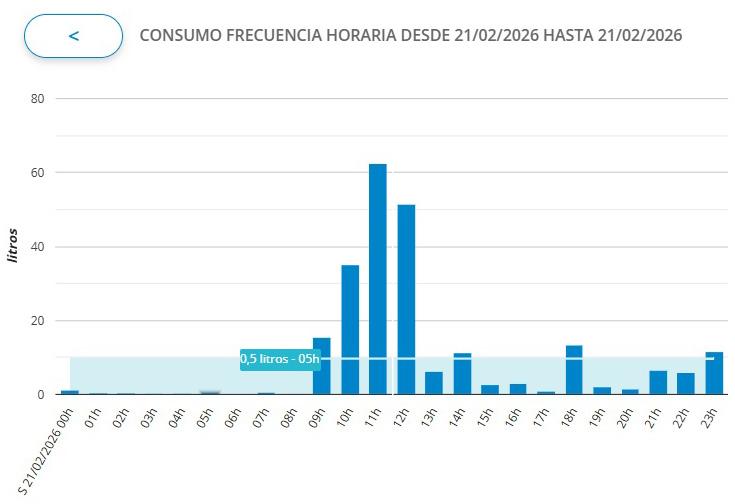 <
CONSUMO FRECUENCIA HORARIA DESDE 21/02/2026 HASTA 21/02/2026
80
60
litros
40
20
0,5 litros - 05h
0
S 21/02/2026 00h
01h
02h
03h
04h
05h
06h
07h
08h
09h
10h
11h
12h
13h
14h
15h
16h
17h
18h
19h
20h
21h
22h
23h